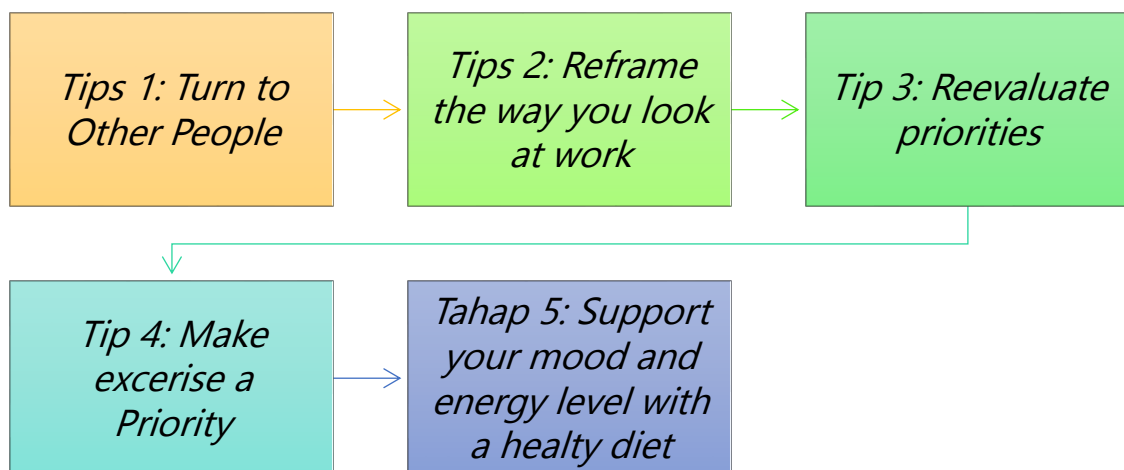 Tips 1: Turn to
Other People
Tips 2: Reframe
the way you look
at work
Tip 3: Reevaluate
priorities
Tip 4: Make
excerise a
Priority
Tahap 5: Support
your mood and
energy level with
a healty diet